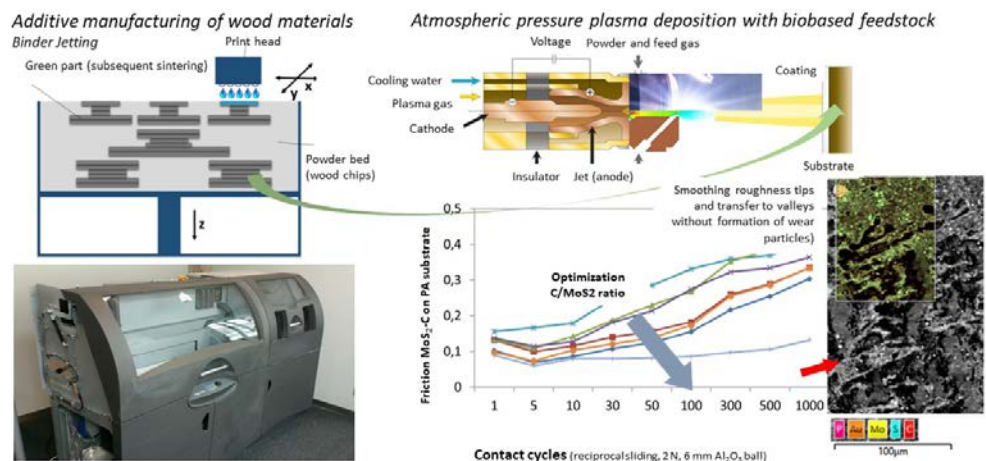 Additive manufacturing of wood materials
Binder Jetting
Print head
Green part (subsequent sintering)
y
x
Powder bed
(wood chips)
z
Atmospheric pressure plasma deposition with biobased feedstock
Voltage
Powder and feed gas
Cooling water
Plasma gas
Cathode
Insulator
Jet (anode)
Coating
Substrate
Smoothing roughness tips
and transfer to valleys
without formation of wear
particles)
Friction MoS₂-C on PA substrate
0,5
0,4
0,3
0,2
0,1
0
Optimization
C/MoS2 ratio
1
5
10
30
50
100
300
500
1000
Contact cycles (reciprocal sliding, 2 N, 6 mm Al₂O₃ ball)
Au
Mo
S
C
100µm